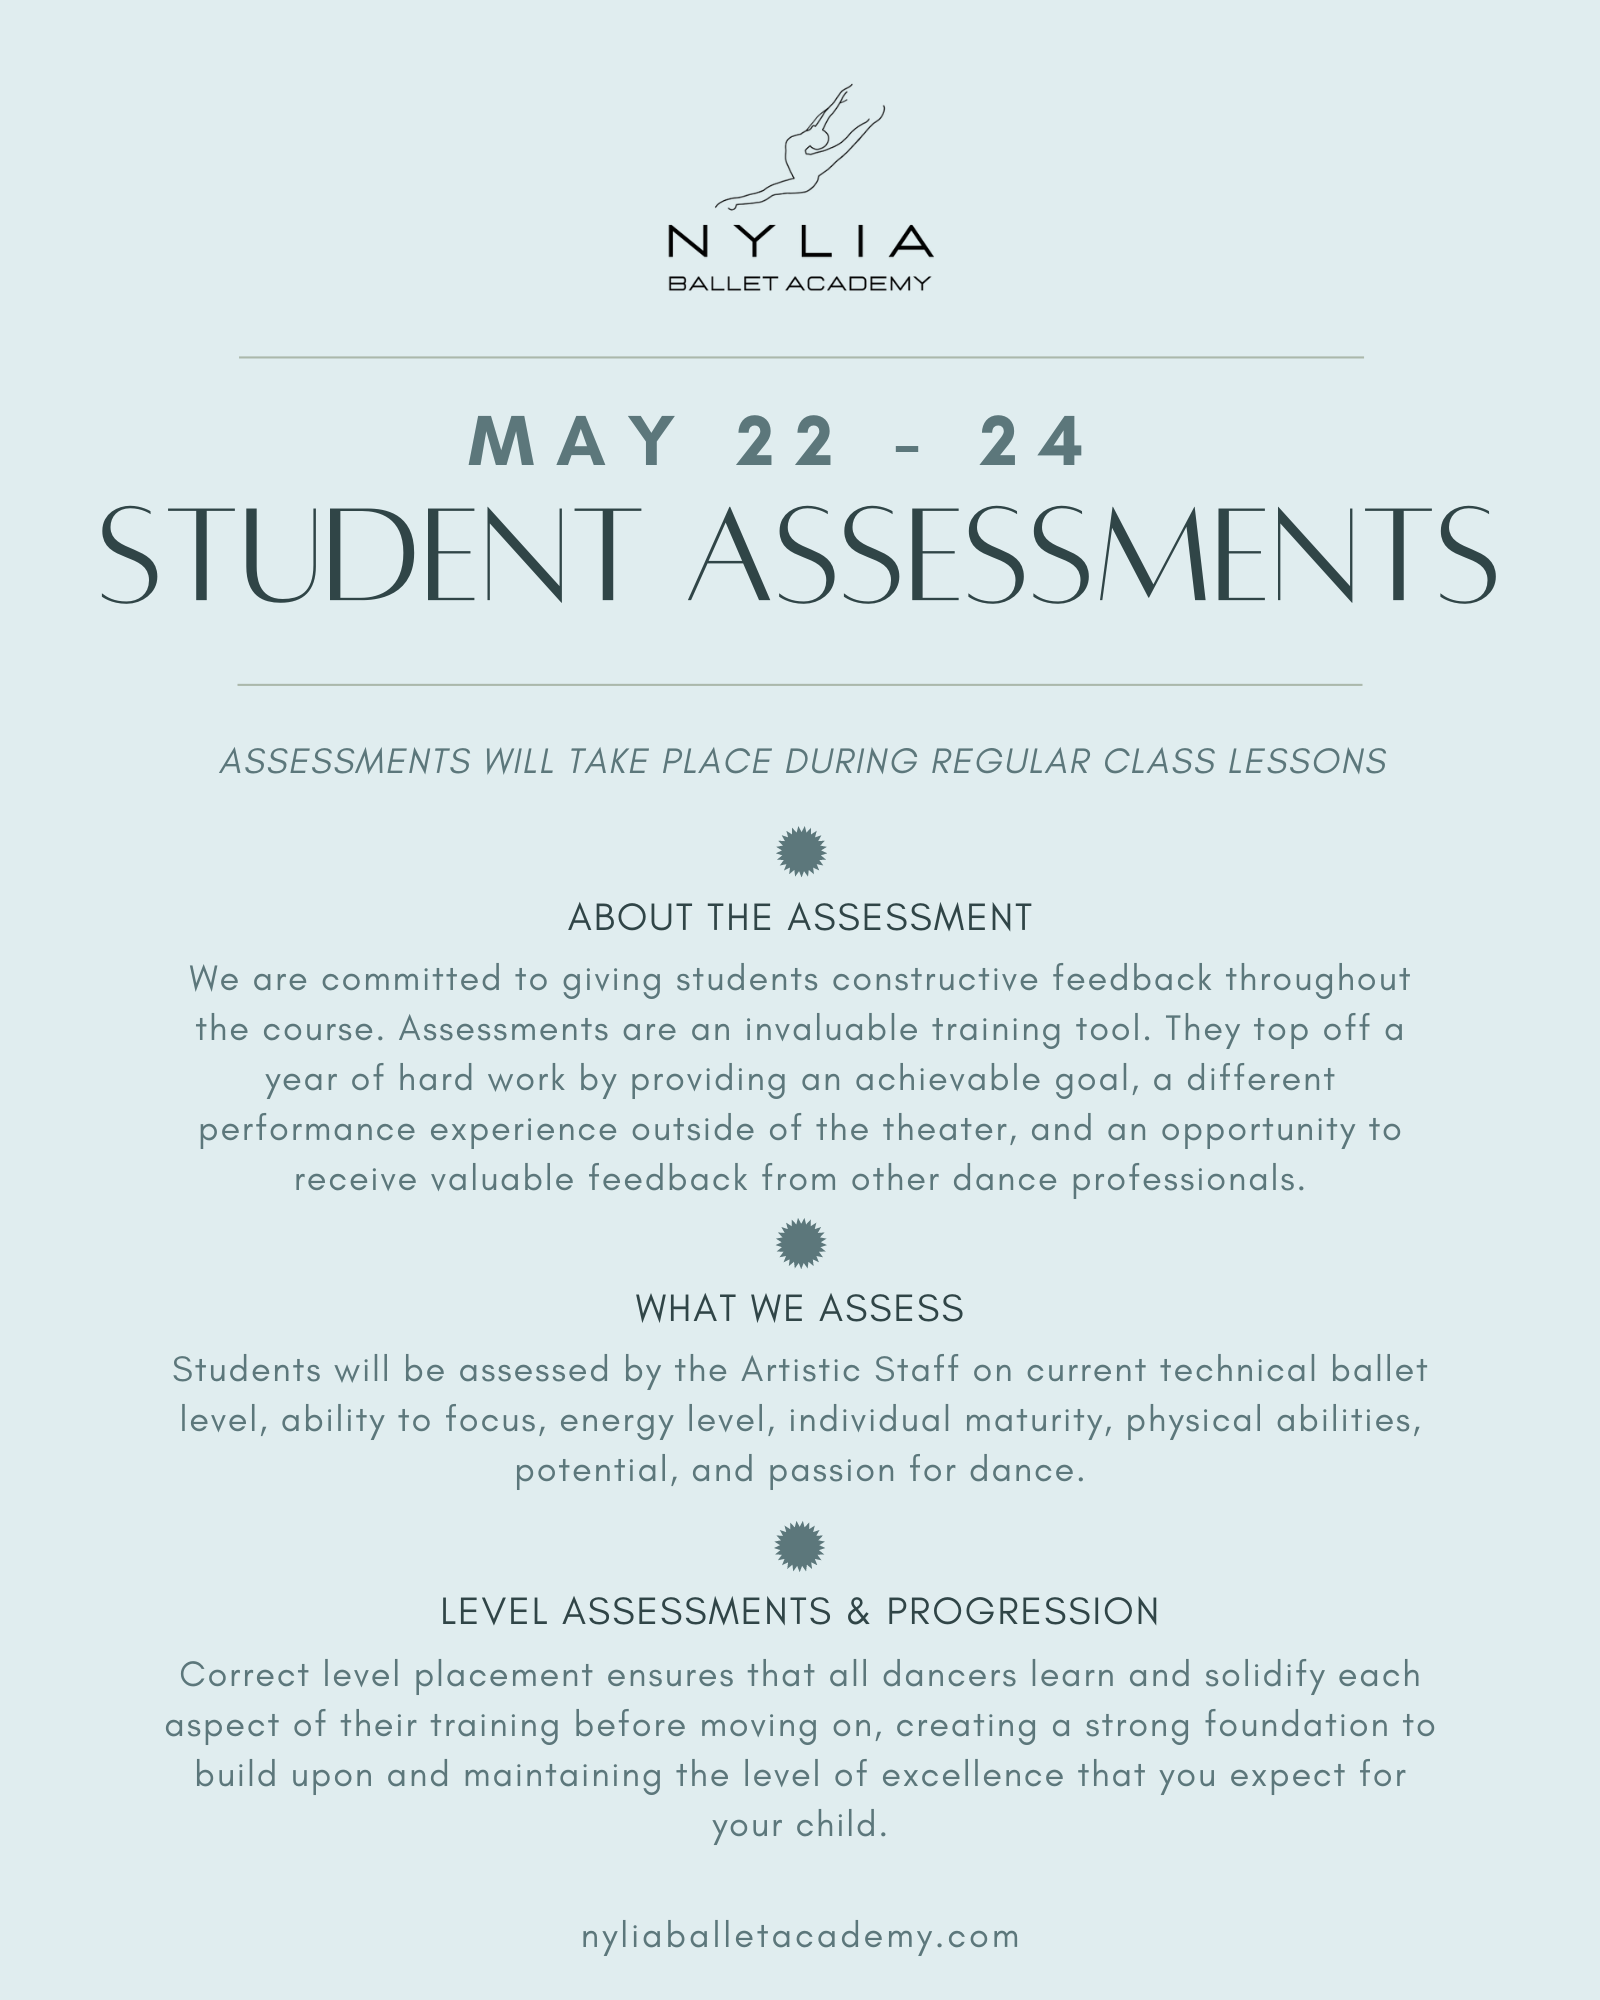 NYLIA
BALLET ACADEMY
MAY 22 - 24
STUDENT ASSESSMENTS
ASSESSMENTS WILL TAKE PLACE DURING REGULAR CLASS LESSONS
ABOUT THE ASSESSMENT
We are committed to giving students constructive feedback throughout
the course. Assessments are an invaluable training tool. They top off a
year of hard work by providing an achievable goal, a different
performance experience outside of the theater, and an opportunity to
receive valuable feedback from other dance professionals.
WHAT WE ASSESS
Students will be assessed by the Artistic Staff on current technical ballet
level, ability to focus, energy level, individual maturity, physical abilities,
potential, and passion for dance.
LEVEL ASSESSMENTS & PROGRESSION
Correct level placement ensures that all dancers learn and solidify each
aspect of their training before moving on, creating a strong foundation to
build upon and maintaining the level of excellence that you expect for
your child.
nyliaballetacademy.com